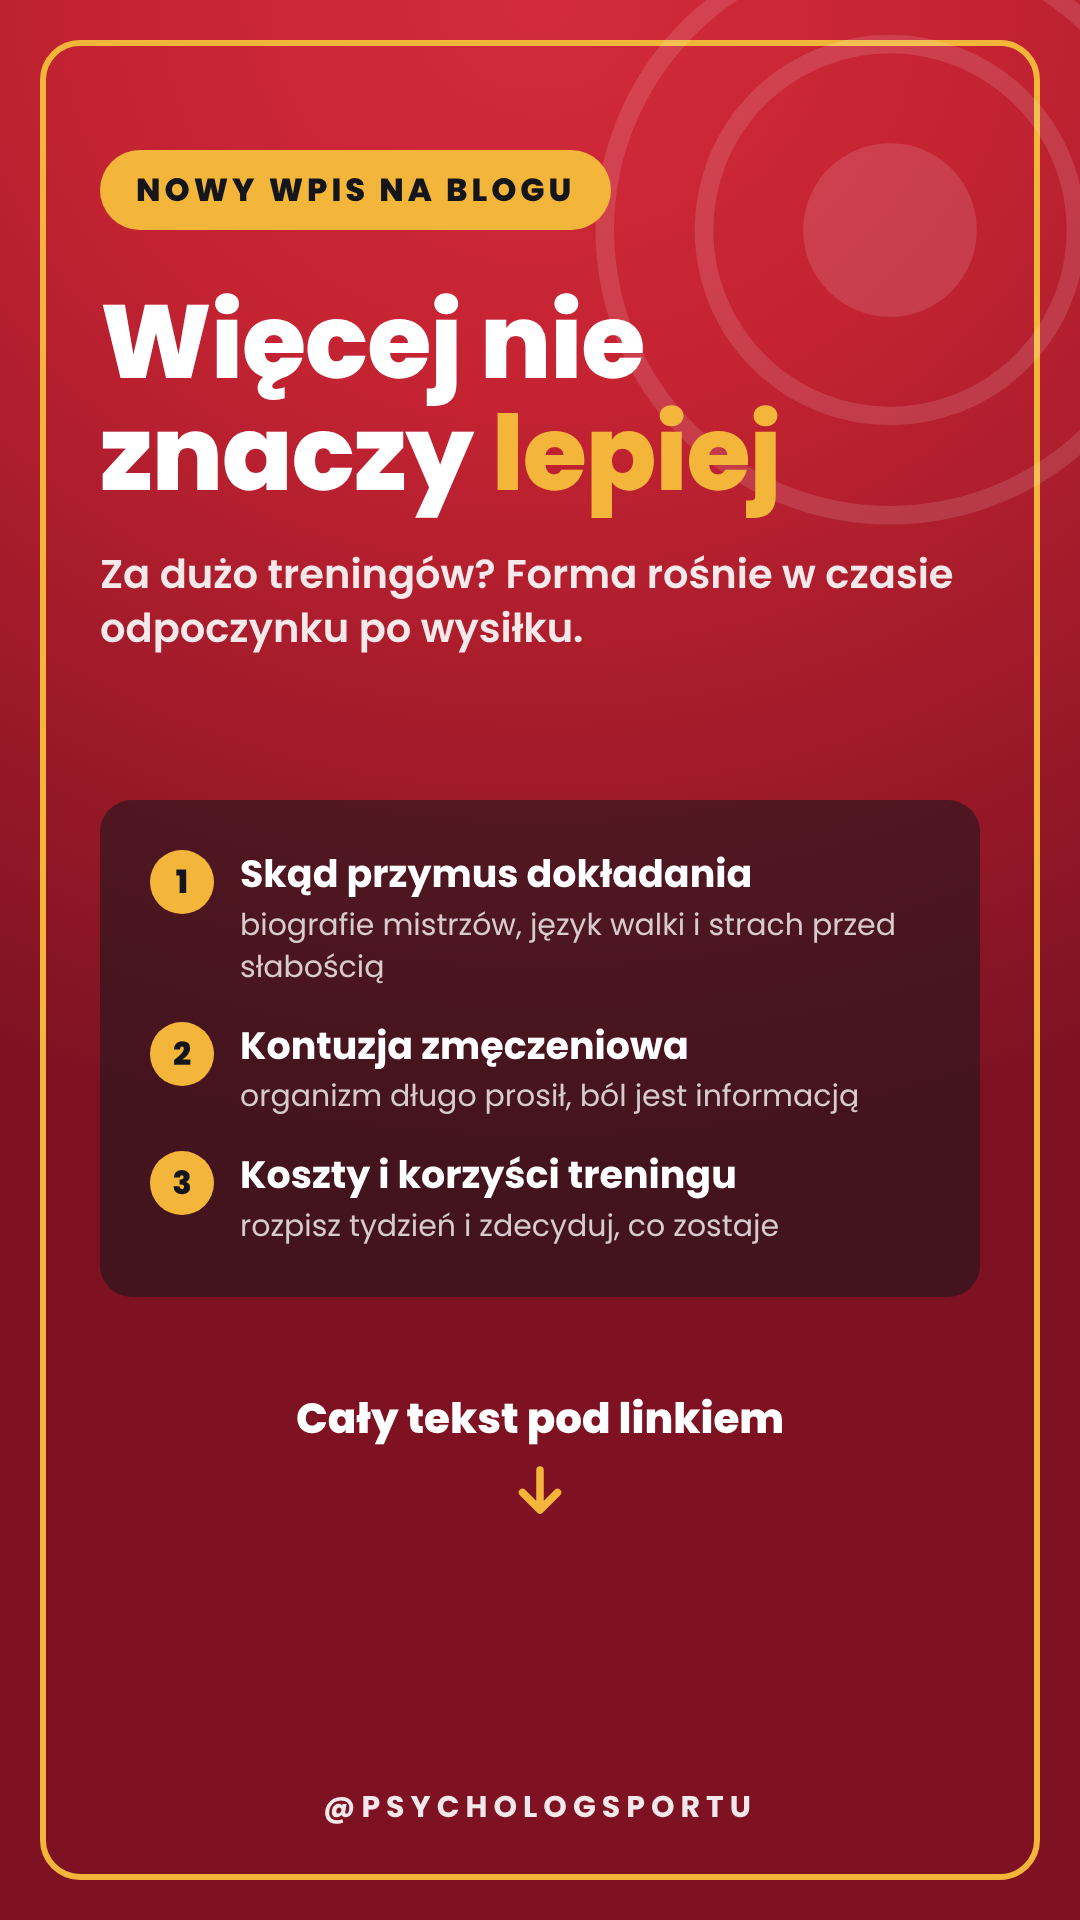 NOWY WPIS NA BLOGU
Więcej nie
znaczy lepiej
Za dużo treningów? Forma rośnie w czasie
odpoczynku po wysiłku.
1 Skąd przymus dokładania
biografie mistrzów, język walki i strach przed
słabością
2 Kontuzja zmęczeniowa
organizm długo prosił, ból jest informacją
3 Koszty i korzyści treningu
rozpisz tydzień i zdecyduj, co zostaje
Cały tekst pod linkiem
@PSYCHOLOGSPORTU